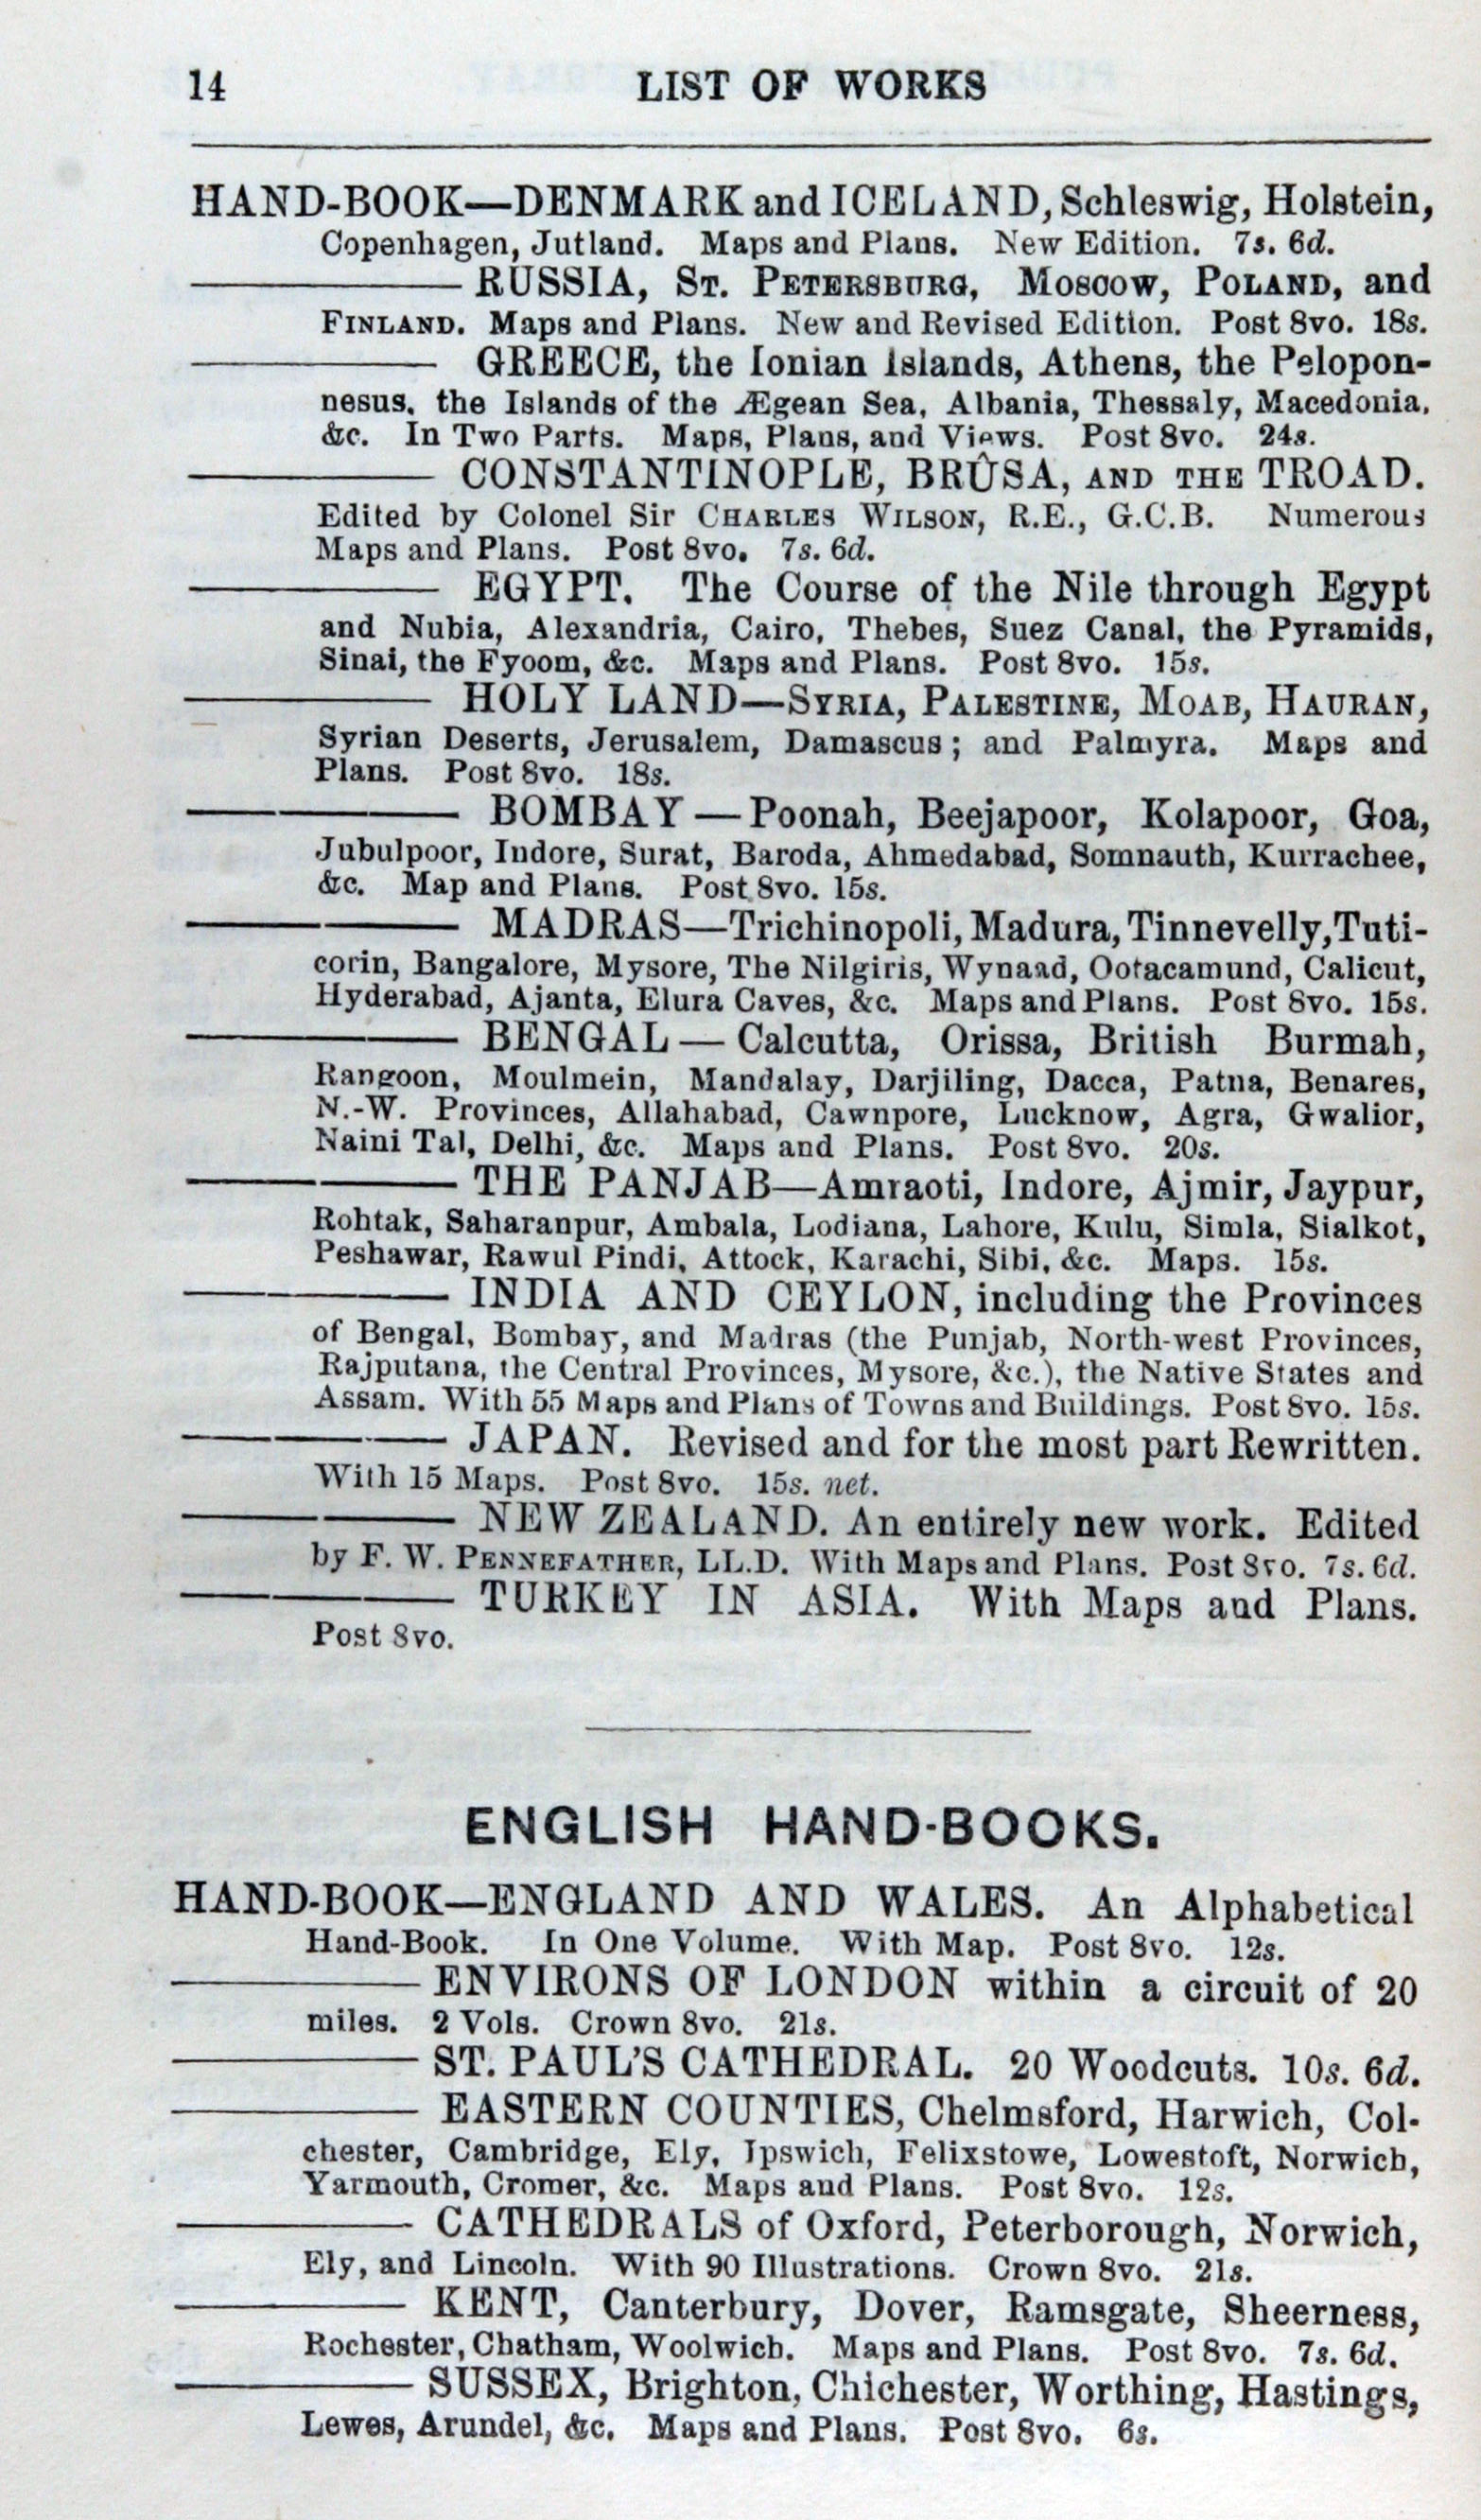 14 LIST OF WORKS
HAND-BOOK—DENMARK and ICELAND, Schleswig, Holstein,
Copenhagen, Jutland. Maps and Plans. New Edition. 7s. 6d.
——— RUSSIA, St. Petersburg, Moscow, Poland, and
Finland. Maps and Plans. New and Revised Edition. Post 8vo. 18s.
——— GREECE, the Ionian Islands, Athens, the Pelopon-
nesus, the Islands of the Ægean Sea, Albania, Thessaly, Macedonia,
&c. In Two Parts. Maps, Plans, and Views. Post 8vo. 24s.
——— CONSTANTINOPLE, BRÛSA, AND THE TROAD.
Edited by Colonel Sir Charles Wilson, R.E., G.C.B. Numerous
Maps and Plans. Post 8vo. 7s. 6d.
——— EGYPT. The Course of the Nile through Egypt
and Nubia, Alexandria, Cairo, Thebes, Suez Canal, the Pyramids,
Sinai, the Fyoom, &c. Maps and Plans. Post 8vo. 15s.
——— HOLY LAND—Syria, Palestine, Moab, Hauran,
Syrian Deserts, Jerusalem, Damascus; and Palmyra. Maps and
Plans. Post 8vo. 18s.
——— BOMBAY — Poonah, Beejapoor, Kolapoor, Goa,
Jubulpoor, Indore, Surat, Baroda, Ahmedabad, Somnauth, Kurrachee,
&c. Map and Plans. Post 8vo. 15s.
——— MADRAS—Trichinopoli, Madura, Tinnevelly, Tuti-
corin, Bangalore, Mysore, The Nilgiris, Wynaad, Ootacamund, Calicut,
Hyderabad, Ajanta, Elura Caves, &c. Maps and Plans. Post 8vo. 15s.
——— BENGAL — Calcutta, Orissa, British Burmah,
Rangoon, Moulmein, Mandalay, Darjiling, Dacca, Patna, Benares,
N.-W. Provinces, Allahabad, Cawnpore, Lucknow, Agra, Gwalior,
Naini Tal, Delhi, &c. Maps and Plans. Post 8vo. 20s.
——— THE PANJAB—Amraoti, Indore, Ajmir, Jaypur,
Rohtak, Saharanpur, Ambala, Lodiana, Lahore, Kulu, Simla, Sialkot,
Peshawar, Rawul Pindi, Attock, Karachi, Sibi, &c. Maps. 15s.
——— INDIA AND CEYLON, including the Provinces
of Bengal, Bombay, and Madras (the Punjab, North-west Provinces,
Rajputana, the Central Provinces, Mysore, &c.), the Native States and
Assam. With 55 Maps and Plans of Towns and Buildings. Post 8vo. 15s.
——— JAPAN. Revised and for the most part Rewritten.
With 15 Maps. Post 8vo. 15s. net.
——— NEW ZEALAND. An entirely new work. Edited
by F. W. Pennefather, LL.D. With Maps and Plans. Post 8vo. 7s. 6d.
——— TURKEY IN ASIA. With Maps and Plans.
Post 8vo.
ENGLISH HAND-BOOKS.
HAND-BOOK—ENGLAND AND WALES. An Alphabetical
Hand-Book. In One Volume. With Map. Post 8vo. 12s.
——— ENVIRONS OF LONDON within a circuit of 20
miles. 2 Vols. Crown 8vo. 21s.
——— ST. PAUL'S CATHEDRAL. 20 Woodcuts. 10s. 6d.
——— EASTERN COUNTIES, Chelmsford, Harwich, Col-
chester, Cambridge, Ely, Ipswich, Felixstowe, Lowestoft, Norwich,
Yarmouth, Cromer, &c. Maps and Plans. Post 8vo. 12s.
——— CATHEDRALS of Oxford, Peterborough, Norwich,
Ely, and Lincoln. With 90 Illustrations. Crown 8vo. 21s.
——— KENT, Canterbury, Dover, Ramsgate, Sheerness,
Rochester, Chatham, Woolwich. Maps and Plans. Post 8vo. 7s. 6d.
——— SUSSEX, Brighton, Chichester, Worthing, Hastings,
Lewes, Arundel, &c. Maps and Plans. Post 8vo. 6s.